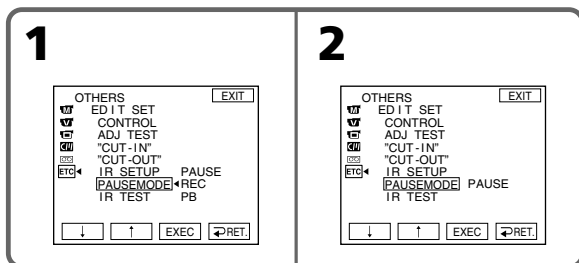 1
OTHERS EXIT
EDIT SET
CONTROL
ADJ TEST
"CUT-IN"
"CUT-OUT"
ETC IR SETUP PAUSE
PAUSEMODE REC
IR TEST PB
↓ ↑ EXEC RET.
2
OTHERS EXIT
EDIT SET
CONTROL
ADJ TEST
"CUT-IN"
"CUT-OUT"
ETC IR SETUP
PAUSEMODE PAUSE
IR TEST
↓ ↑ EXEC RET.